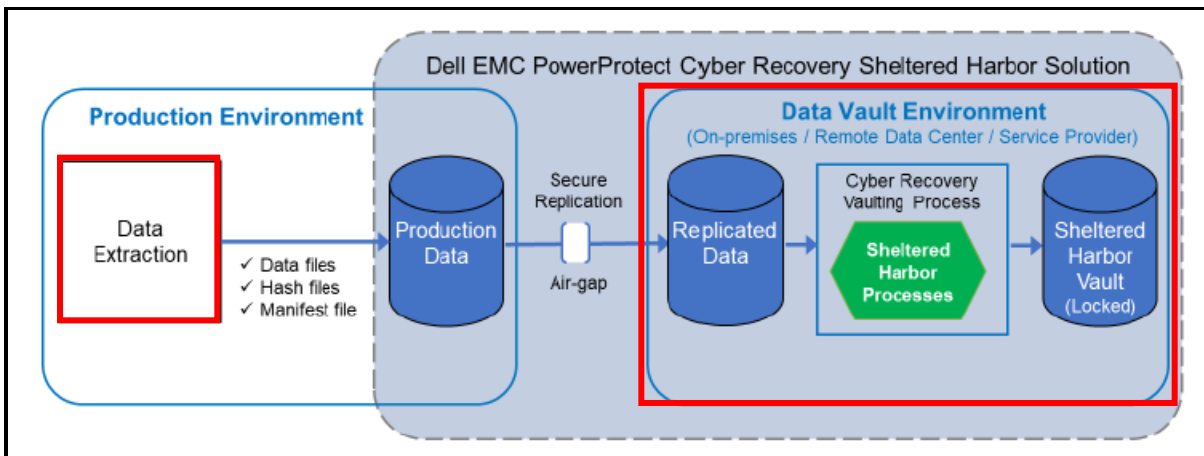 Dell EMC PowerProtect Cyber Recovery Sheltered Harbor Solution
Production Environment
Data Vault Environment
(On-premises / Remote Data Center / Service Provider)
Data
Extraction
✓ Data files
✓ Hash files
✓ Manifest file
Production
Data
Secure
Replication
Air-gap
Replicated
Data
Cyber Recovery
Vaulting Process
Sheltered
Harbor
Processes
Sheltered
Harbor
Vault
(Locked)